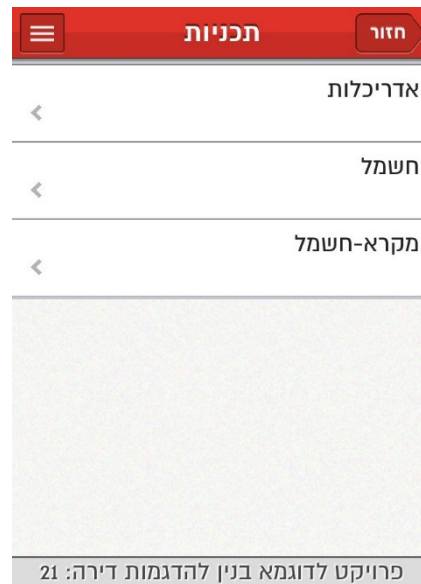 חזור
תכניות
אדריכלות
חשמל
מקרא-חשמל
פרויקט לדוגמא בנין להדגמות דירה: 21